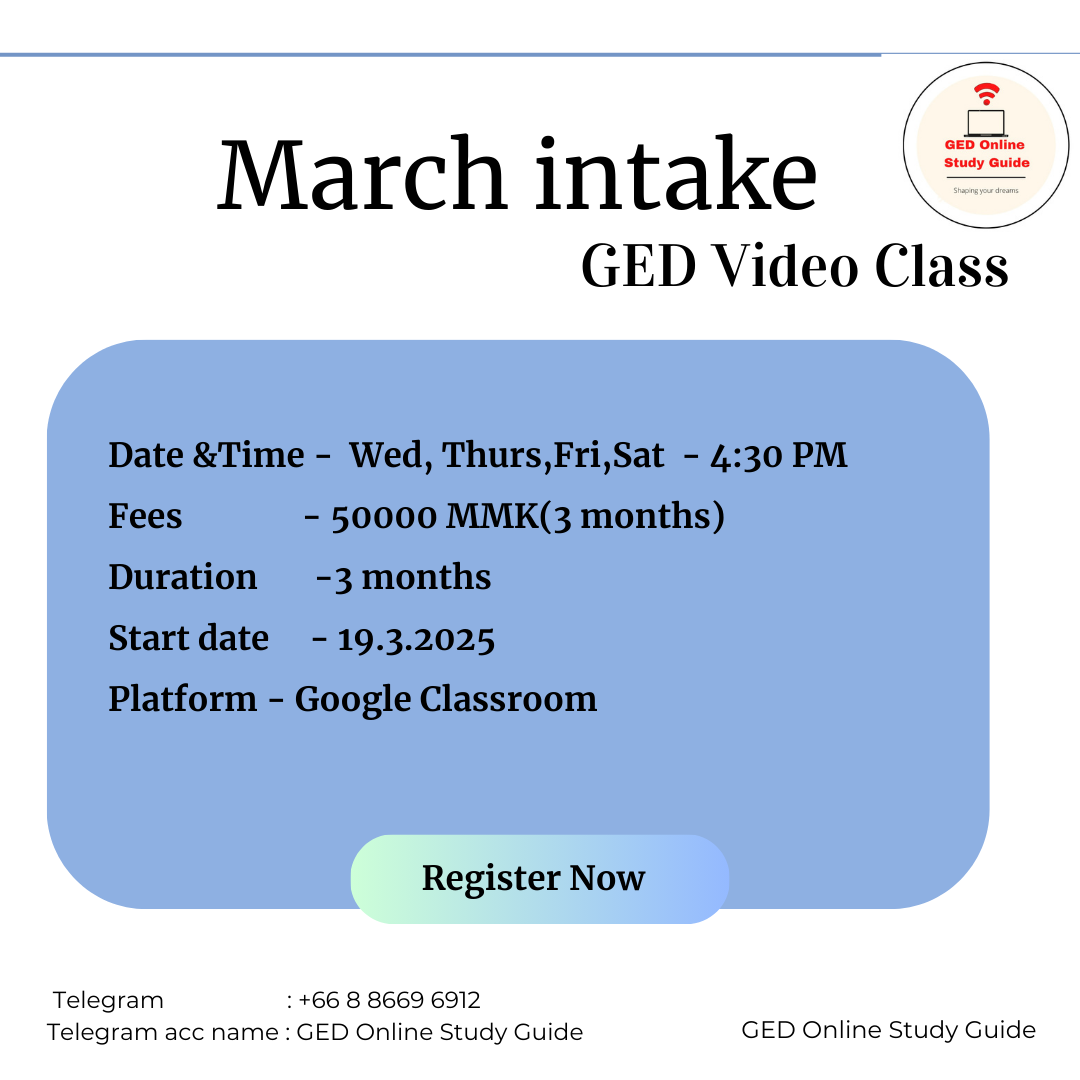 GED Online
Study Guide
Shaping your dreams
March intake
GED Video Class
Date &Time - Wed, Thurs,Fri,Sat - 4:30 PM
Fees - 50000 MMK(3 months)
Duration -3 months
Start date - 19.3.2025
Platform - Google Classroom
Register Now
Telegram : +66 8 8669 6912
Telegram acc name : GED Online Study Guide
GED Online Study Guide